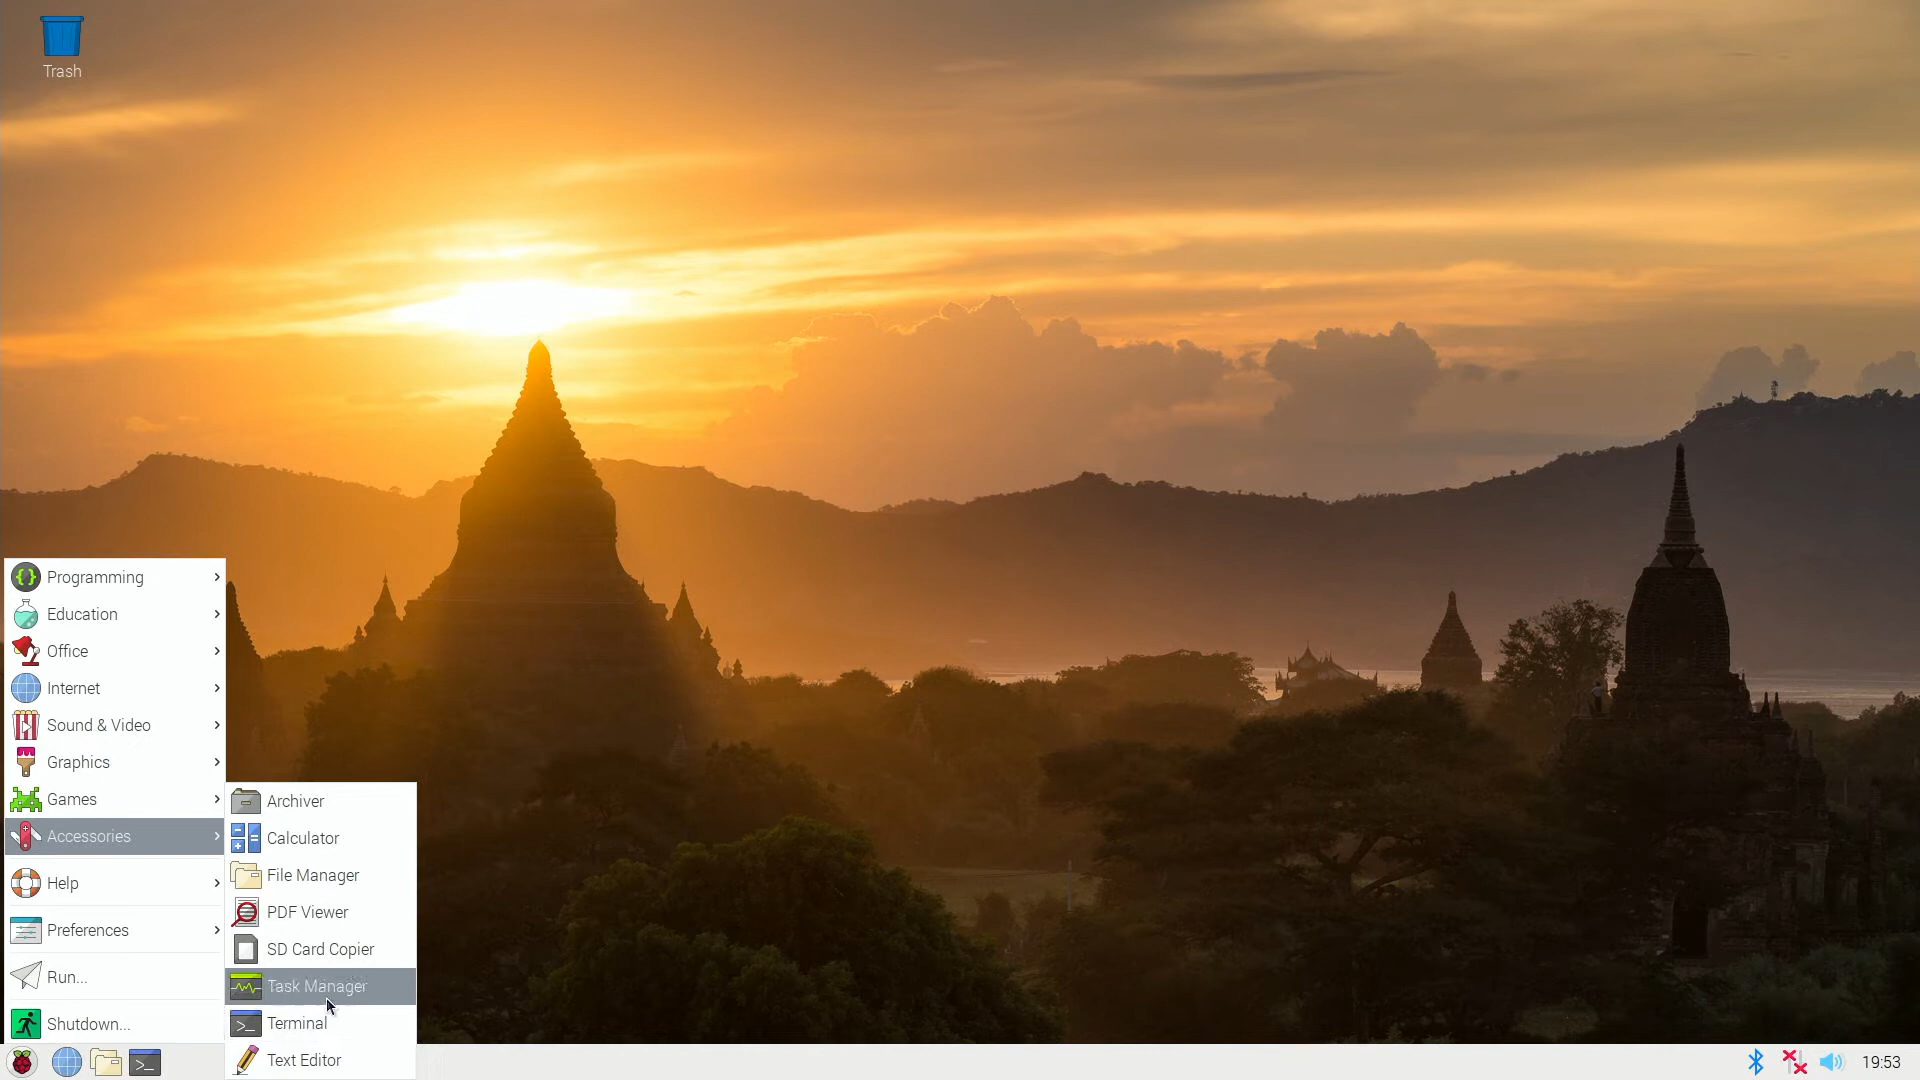 Trash
Programming
Education
Office
Internet
Sound & Video
Graphics
Games
Accessories
Help
Preferences
Run...
Shutdown...
Archiver
Calculator
File Manager
PDF Viewer
SD Card Copier
Task Manager
Terminal
Text Editor
19:53